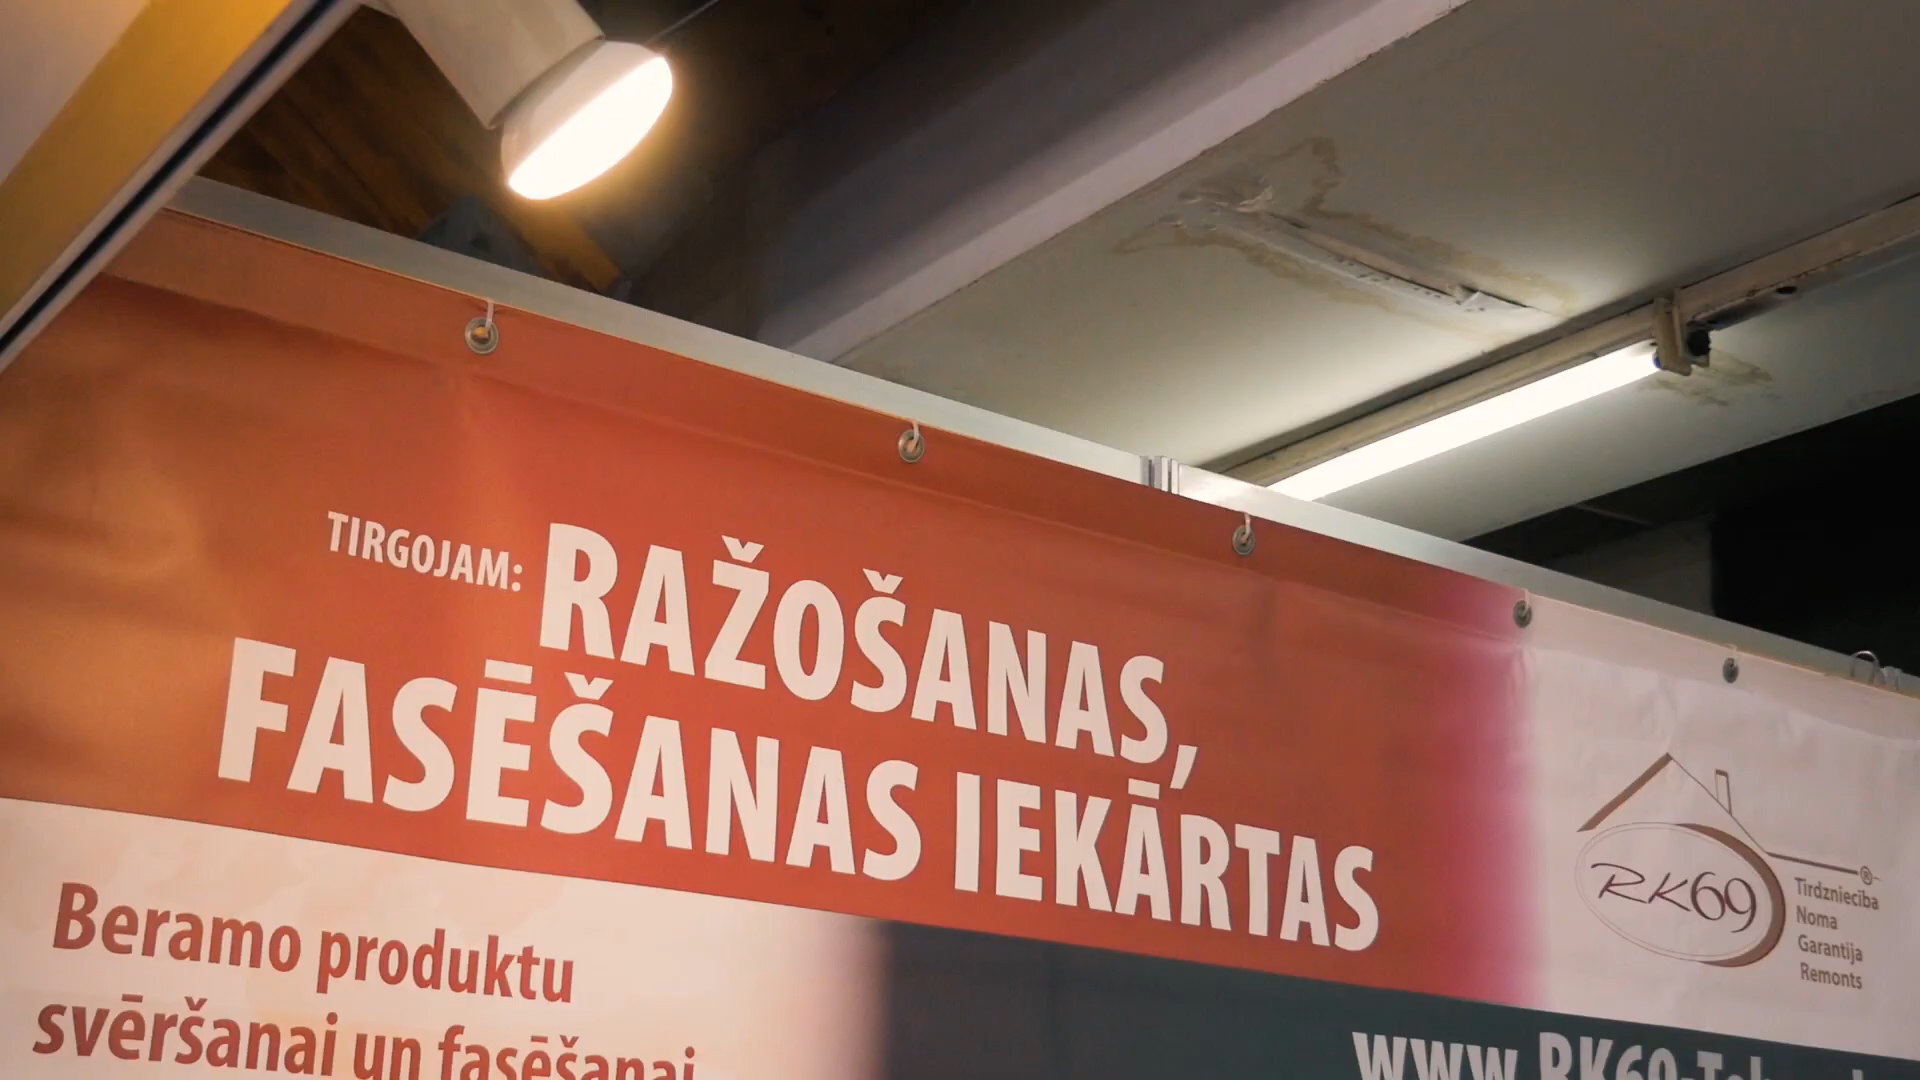 TIRGOJAM: RAŽOŠANAS,
FASĒŠANAS IEKĀRTAS
Beramo produktu
svēršanai un fasēšanai
RK69
®
Tirdzniecība
Noma
Garantija
Remonts